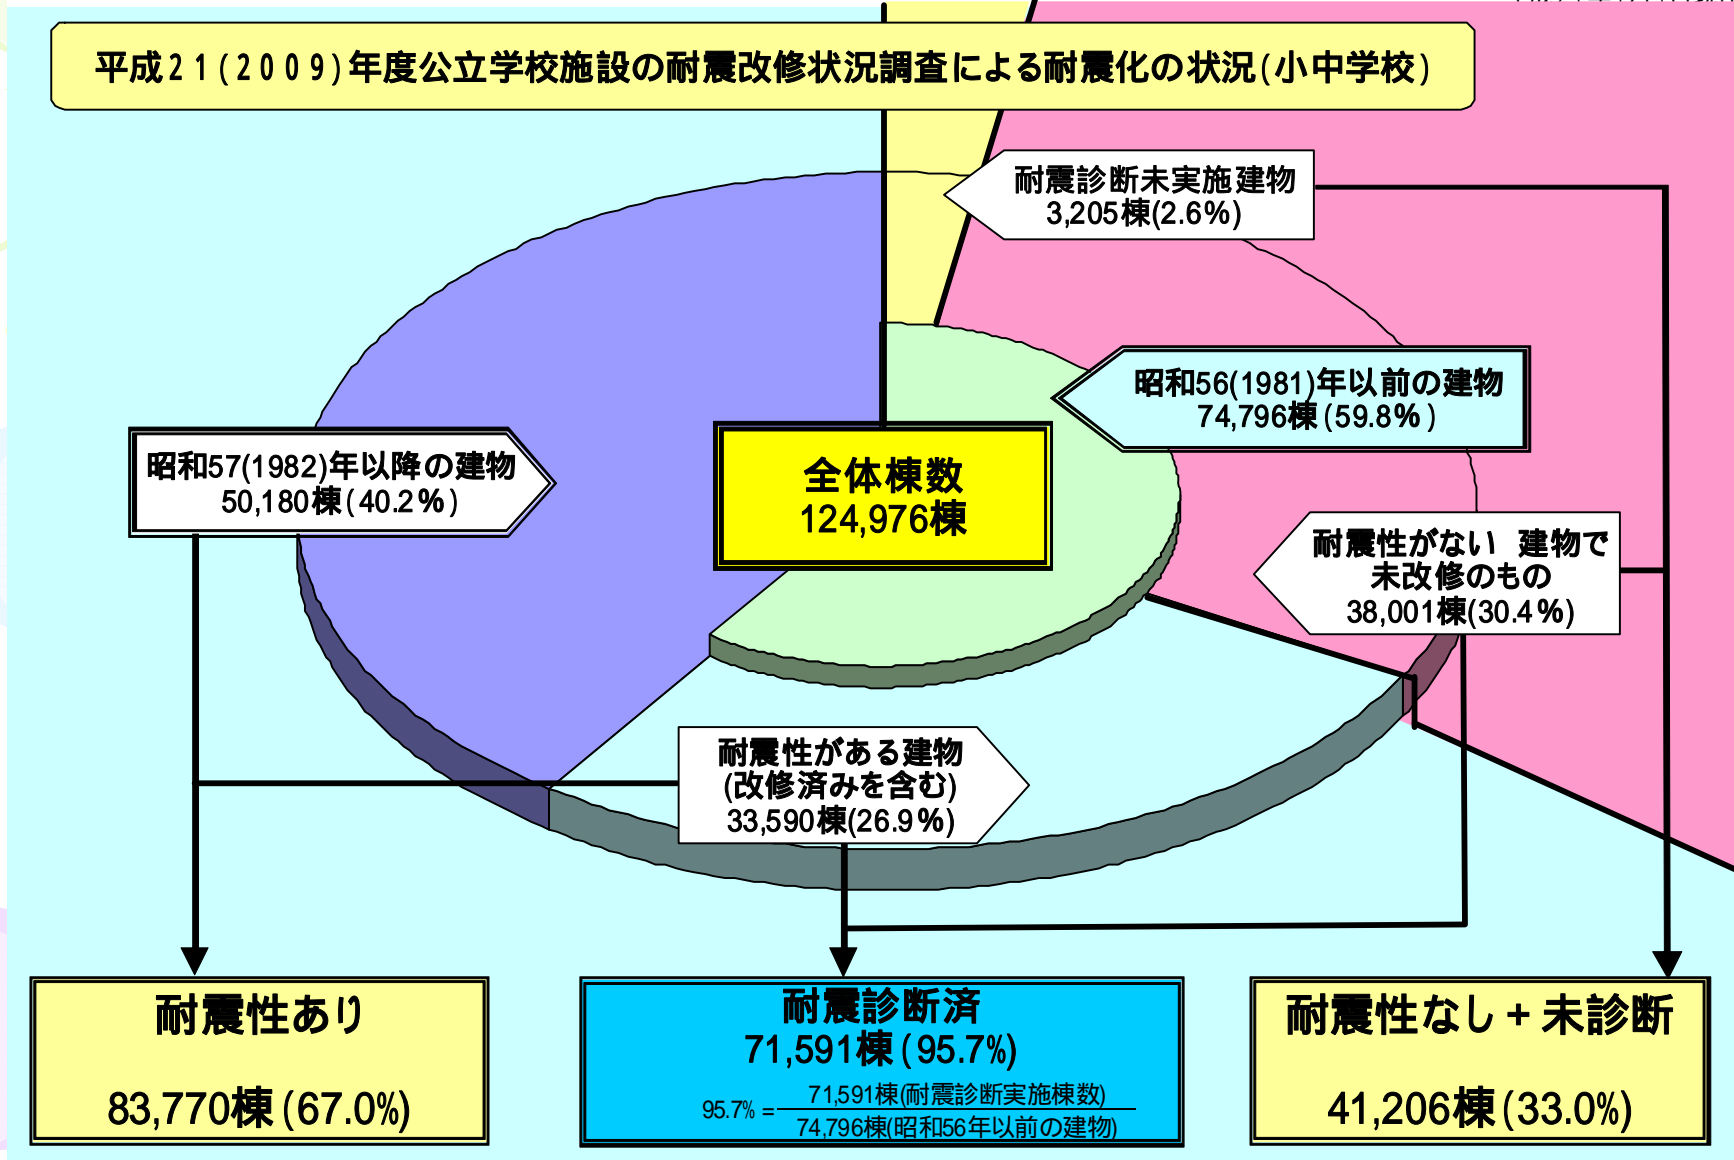 平成21(2009)年度公立学校施設の耐震改修状況調査による耐震化の状況(小中学校)
耐震診断未実施建物
3,205棟(2.6%)
昭和56(1981)年以前の建物
74,796棟(59.8%)
昭和57(1982)年以降の建物
50,180棟(40.2%)
全体棟数
124,976棟
耐震性がない 建物で
未改修のもの
38,001棟(30.4%)
耐震性がある建物
(改修済みを含む)
33,590棟(26.9%)
耐震性あり
83,770棟(67.0%)
耐震診断済
71,591棟(95.7%)
95.7% =
71,591棟(耐震診断実施棟数)
74,796棟(昭和56年以前の建物)
耐震性なし+未診断
41,206棟(33.0%)